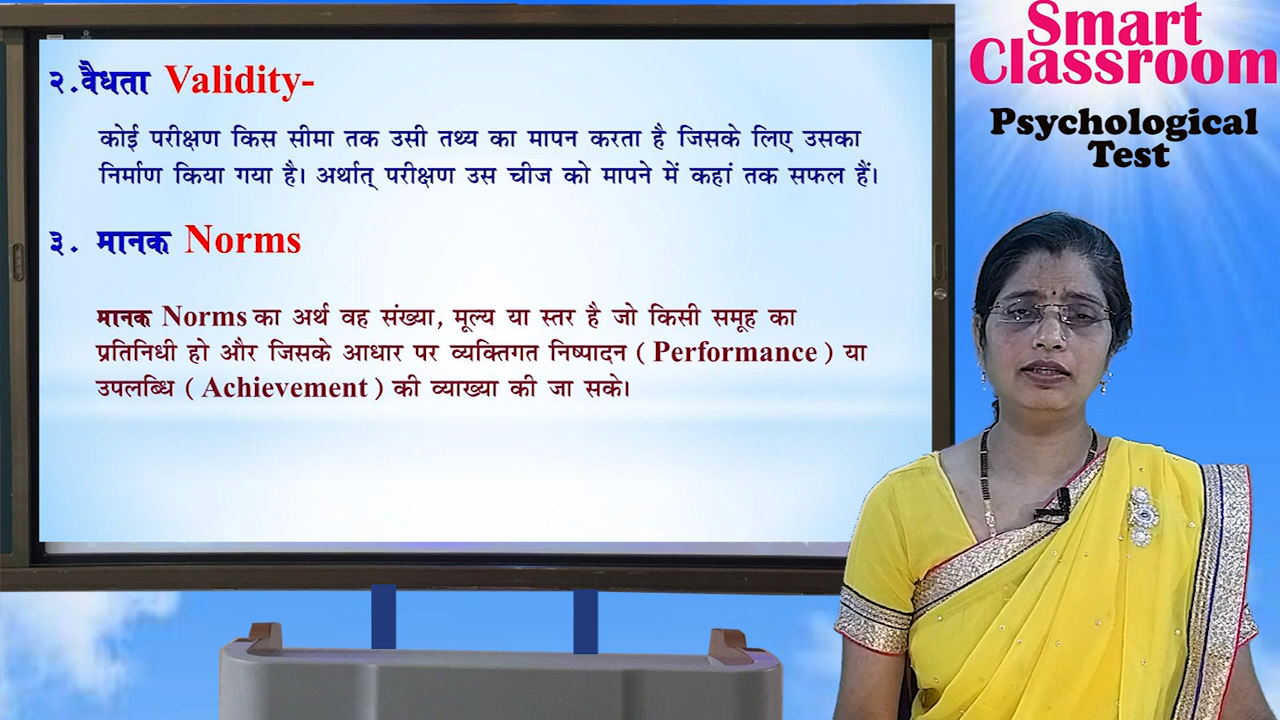 २.वैधता Validity-
कोई परीक्षण किस सीमा तक उसी तथ्य का मापन करता है जिसके लिए उसका
निर्माण किया गया है। अर्थात् परीक्षण उस चीज को मापने में कहां तक सफल हैं।
३. मानक Norms
मानक Norms का अर्थ वह संख्या, मूल्य या स्तर है जो किसी समूह का
प्रतिनिधी हो और जिसके आधार पर व्यक्तिगत निष्पादन ( Performance ) या
उपलब्धि ( Achievement ) की व्याख्या की जा सके।
Smart
Classroom
Psychological
Test